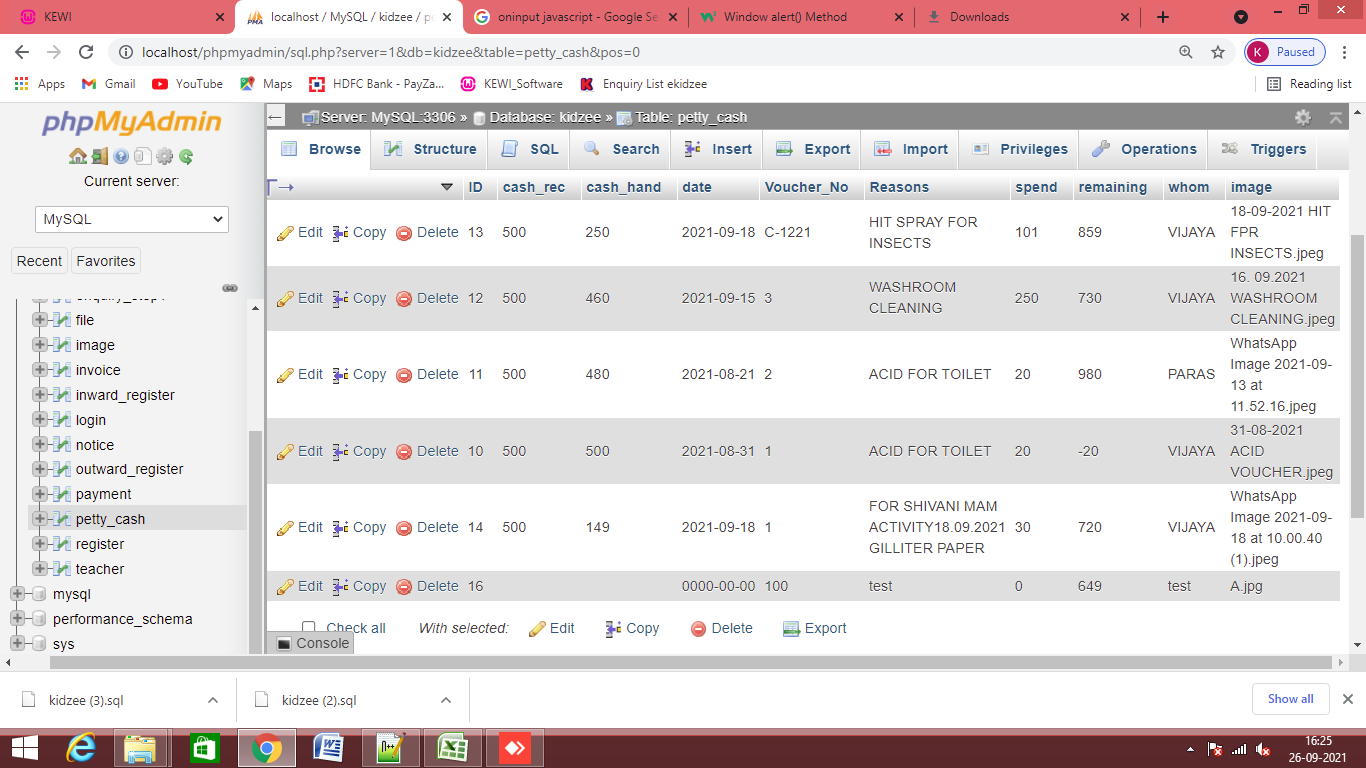 KEWI
localhost / MySQL / kidzee / pe
oninput javascript - Google Se
Window alert() Method
Downloads
localhost/phpmyadmin/sql.php?server=1&db=kidzee&table=petty_cash&pos=0
K Paused
Apps Gmail YouTube Maps HDFC Bank - PayZa... KEWI_Software Enquiry List ekidzee Reading list
phpMyAdmin
Current server:
MySQL
Recent Favorites
file
image
invoice
inward_register
login
notice
outward_register
payment
petty_cash
register
teacher
mysql
performance_schema
sys
Server: MySQL:3306 » Database: kidzee » Table: petty_cash
Browse Structure SQL Search Insert Export Import Privileges Operations Triggers
ID cash_rec cash_hand date Voucher_No Reasons spend remaining whom image
Edit Copy Delete 13 500 250 2021-09-18 C-1221 HIT SPRAY FOR INSECTS 101 859 VIJAYA 18-09-2021 HIT FPR INSECTS.jpeg
Edit Copy Delete 12 500 460 2021-09-15 3 WASHROOM CLEANING 250 730 VIJAYA 16. 09.2021 WASHROOM CLEANING.jpeg
Edit Copy Delete 11 500 480 2021-08-21 2 ACID FOR TOILET 20 980 PARAS WhatsApp Image 2021-09-13 at 11.52.16.jpeg
Edit Copy Delete 10 500 500 2021-08-31 1 ACID FOR TOILET 20 -20 VIJAYA 31-08-2021 ACID VOUCHER.jpeg
Edit Copy Delete 14 500 149 2021-09-18 1 FOR SHIVANI MAM ACTIVITY18.09.2021 GILLITER PAPER 30 720 VIJAYA WhatsApp Image 2021-09-18 at 10.00.40 (1).jpeg
Edit Copy Delete 16 0000-00-00 100 test 0 649 test A.jpg
Check all With selected: Edit Copy Delete Export
Console
kidzee (3).sql
kidzee (2).sql
Show all
16:25
26-09-2021